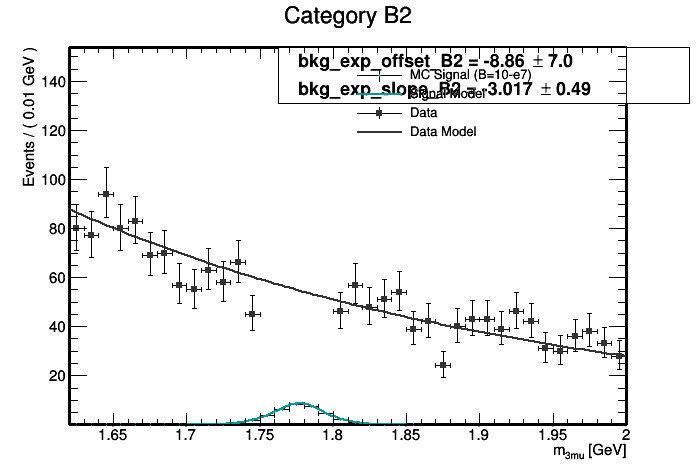 Category B2
bkg_exp_offset_B2 = -8.86 ± 7.0
MC Signal (B=10-e7)
bkg_exp_slope_B2 = -3.017 ± 0.49
Signal Model
Data
Data Model
Events / ( 0.01 GeV )
140
120
100
80
60
40
20
1.65 1.7 1.75 1.8 1.85 1.9 1.95 2
m3mu [GeV]